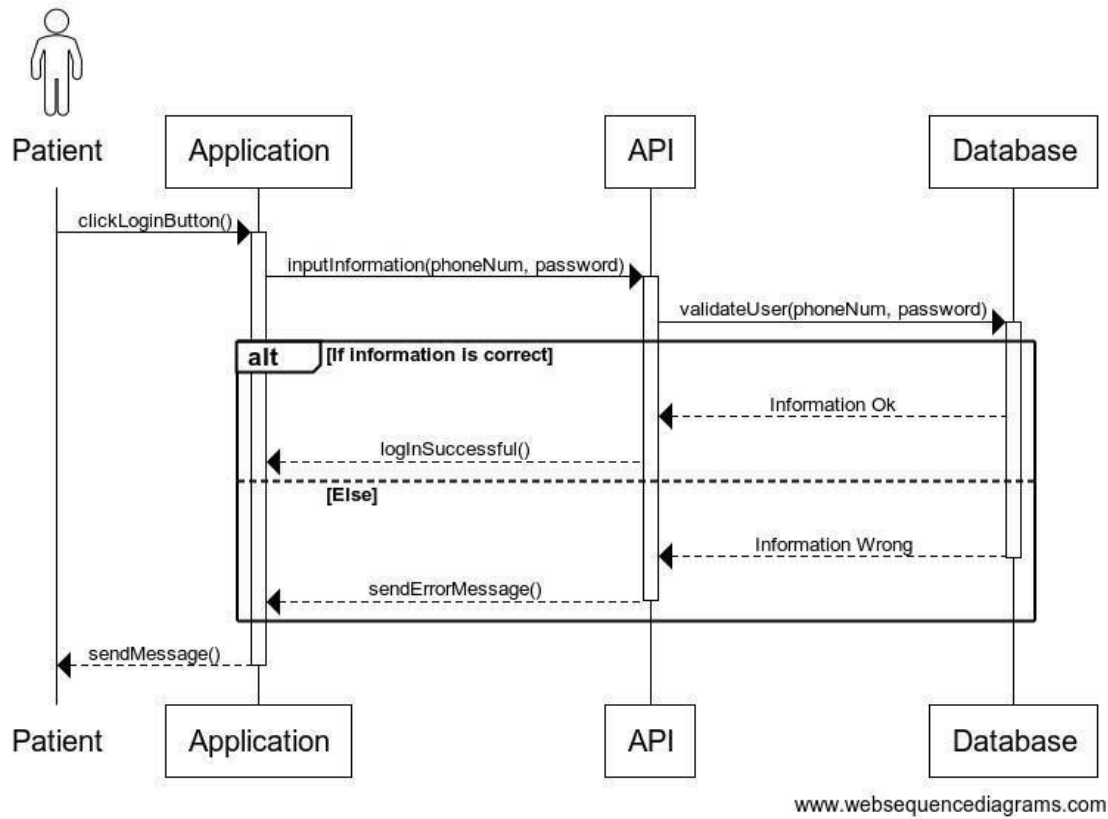 Patient
Application
API
Database
clickLoginButton()
inputInformation(phoneNum, password)
validateUser(phoneNum, password)
alt [If information is correct]
Information Ok
logInSuccessful()
[Else]
Information Wrong
sendErrorMessage()
sendMessage()
Patient
Application
API
Database
www.websequencediagrams.com